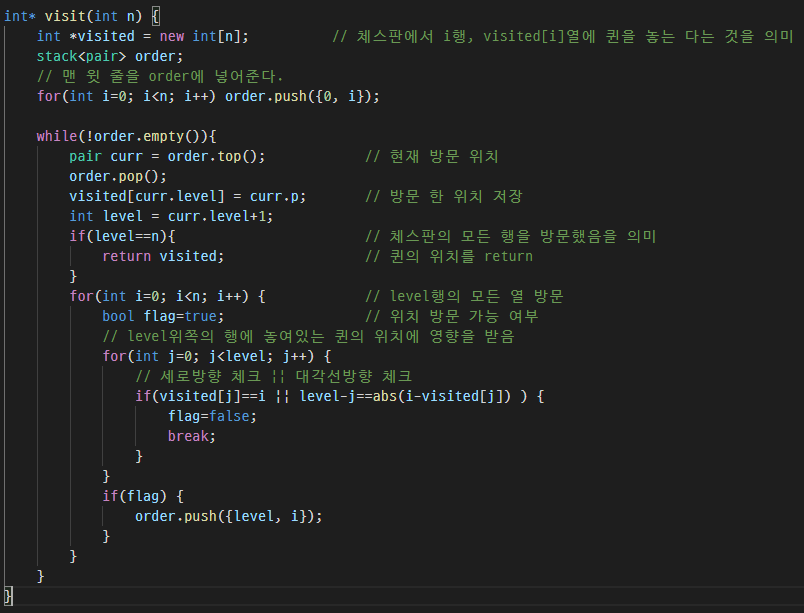 int* visit(int n) {
    int *visited = new int[n];          // 체스판에서 i행, visited[i]열에 퀸을 놓는 다는 것을 의미
    stack<pair> order;
    // 맨 윗 줄을 order에 넣어준다.
    for(int i=0; i<n; i++) order.push({0, i});

    while(!order.empty()){
        pair curr = order.top();            // 현재 방문 위치
        order.pop();
        visited[curr.level] = curr.p;       // 방문 한 위치 저장
        int level = curr.level+1;
        if(level==n){                       // 체스판의 모든 행을 방문했음을 의미
            return visited;                 // 퀸의 위치를 return
        }
        for(int i=0; i<n; i++) {            // level행의 모든 열 방문
            bool flag=true;                 // 위치 방문 가능 여부
            // level위쪽의 행에 놓여있는 퀸의 위치에 영향을 받음
            for(int j=0; j<level; j++) {
                // 세로방향 체크 || 대각선방향 체크
                if(visited[j]==i || level-j==abs(i-visited[j]) ) {
                    flag=false;
                    break;
                }
            }
            if(flag) {
                order.push({level, i});
            }
        }
    }
}